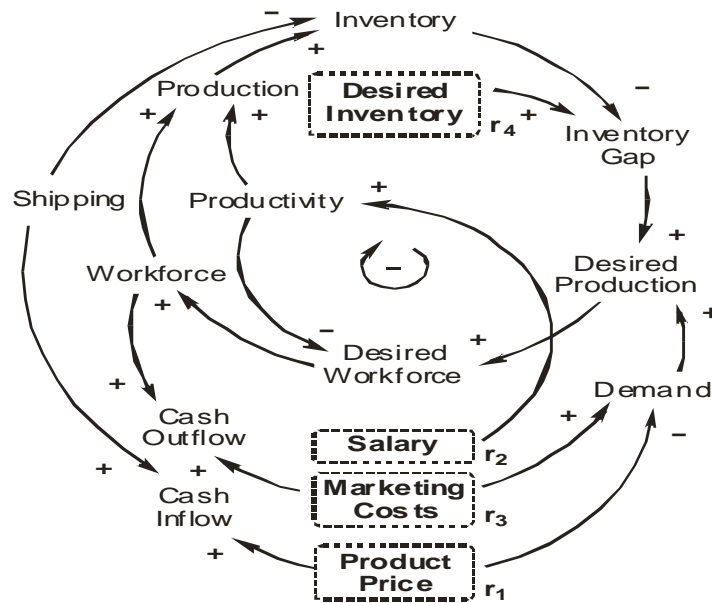 Inventory
−
+
Production
Desired
Inventory
−
+
+
r4
+
Inventory
Gap
Shipping
Productivity
+
+
Workforce
−
Desired
Production
+
+
−
+
Desired
Workforce
+
Demand
+
Cash
Outflow
Salary
+
−
r2
+
+
Cash
Inflow
Marketing
Costs
r3
+
Product
Price
r1